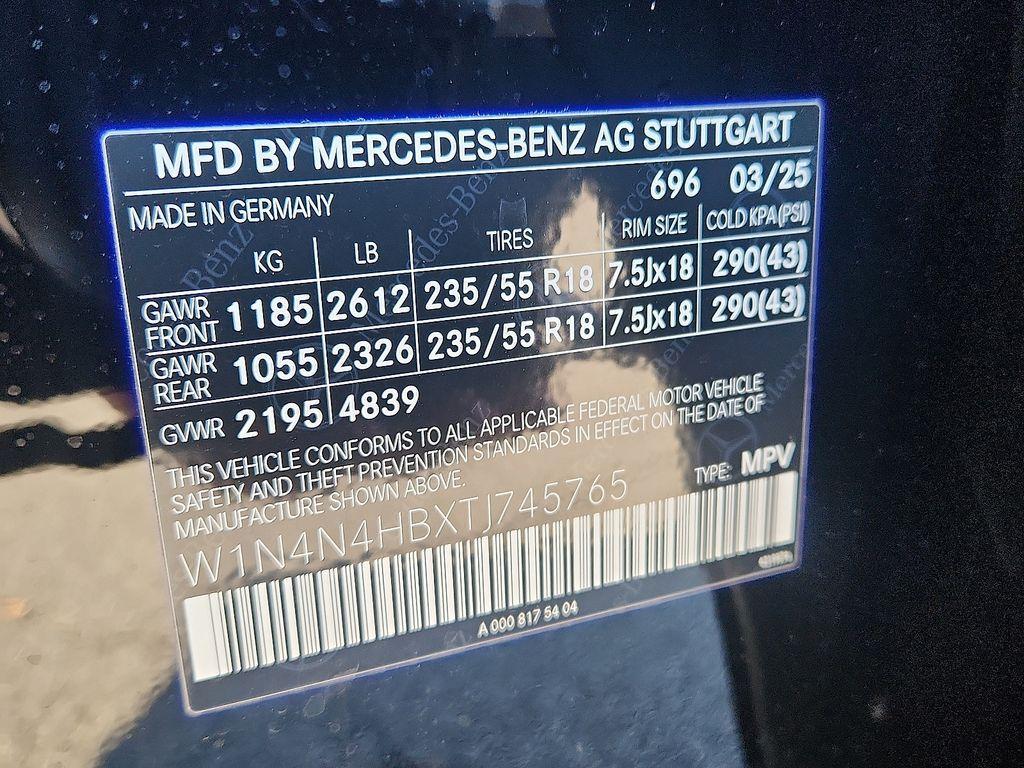 MFD BY MERCEDES-BENZ AG STUTTGART
696 03/25
MADE IN GERMANY
KG LB TIRES RIM SIZE COLD KPA(PSI)
GAWR FRONT 1185 2612 235/55 R18 7.5Jx18 290(43)
GAWR REAR 1055 2326 235/55 R18 7.5Jx18 290(43)
GVWR 2195 4839
THIS VEHICLE CONFORMS TO ALL APPLICABLE FEDERAL MOTOR VEHICLE
SAFETY AND THEFT PREVENTION STANDARDS IN EFFECT ON THE DATE OF
MANUFACTURE SHOWN ABOVE.
TYPE: MPV
W1N4N4HBXTJ745765
A 000 817 54 04